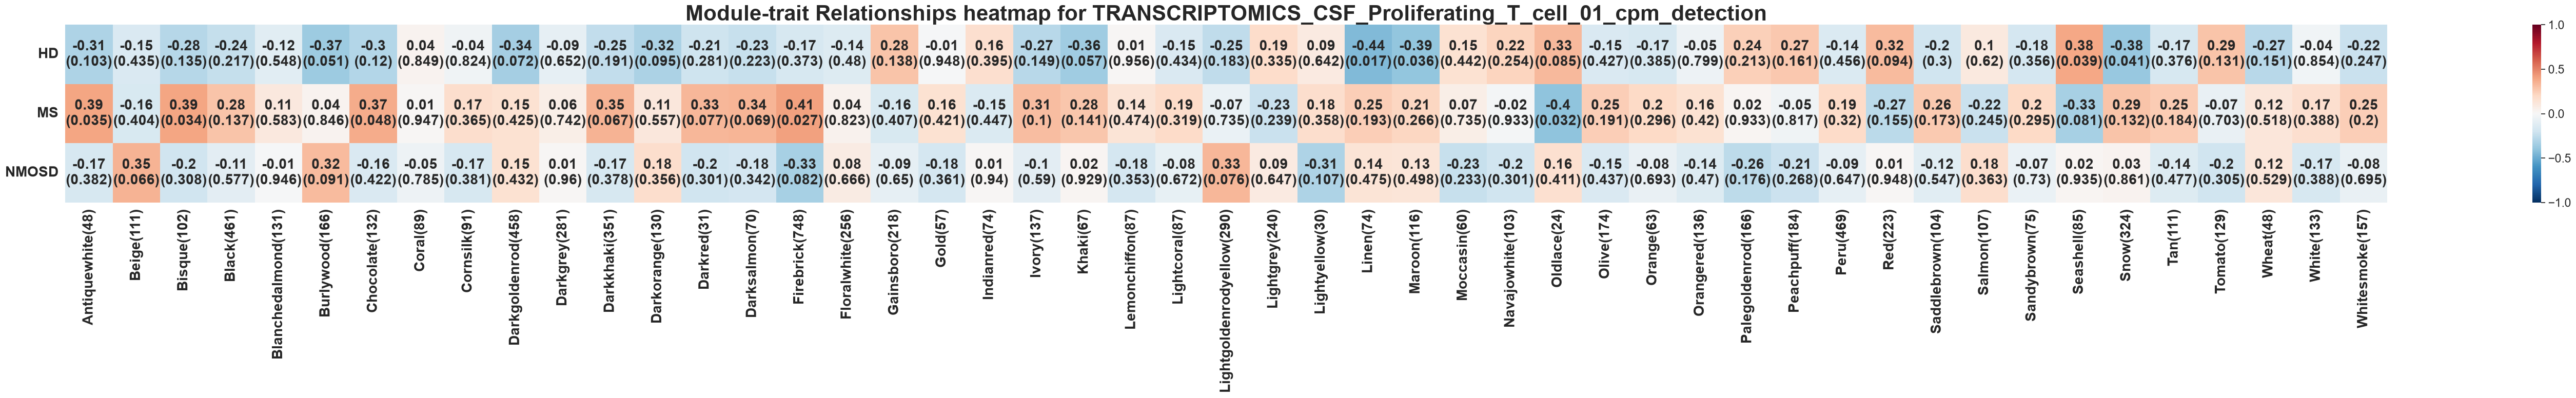 Module-trait Relationships heatmap for TRANSCRIPTOMICS_CSF_Proliferating_T_cell_01_cpm_detection
HD -0.31 -0.15 -0.28 -0.24 -0.12 -0.37 -0.3 0.04 -0.04 -0.34 -0.09 -0.25 -0.32 -0.21 -0.23 -0.17 -0.14 0.28 -0.01 0.16 -0.27 -0.36 0.01 -0.15 -0.25 0.19 0.09 -0.44 -0.39 0.15 0.22 0.33 -0.15 -0.17 -0.05 0.24 0.27 -0.14 0.32 -0.2 0.1 -0.18 0.38 -0.38 -0.17 0.29 -0.27 -0.04 -0.22
(0.103) (0.435) (0.135) (0.217) (0.548) (0.051) (0.12) (0.849) (0.824) (0.072) (0.652) (0.191) (0.095) (0.281) (0.223) (0.373) (0.48) (0.138) (0.948) (0.395) (0.149) (0.057) (0.956) (0.434) (0.183) (0.335) (0.642) (0.017) (0.036) (0.442) (0.254) (0.085) (0.427) (0.385) (0.799) (0.213) (0.161) (0.456) (0.094) (0.3) (0.62) (0.356) (0.039) (0.041) (0.376) (0.131) (0.151) (0.854) (0.247)
MS 0.39 -0.16 0.39 0.28 0.11 0.04 0.37 0.01 0.17 0.15 0.06 0.35 0.11 0.33 0.34 0.41 0.04 -0.16 0.16 -0.15 0.31 0.28 0.14 0.19 -0.07 -0.23 0.18 0.25 0.21 0.07 -0.02 -0.4 0.25 0.2 0.16 0.02 -0.05 0.19 -0.27 0.26 -0.22 0.2 -0.33 0.29 0.25 -0.07 0.12 0.17 0.25
(0.035) (0.404) (0.034) (0.137) (0.583) (0.846) (0.048) (0.947) (0.365) (0.425) (0.742) (0.067) (0.557) (0.077) (0.069) (0.027) (0.823) (0.407) (0.421) (0.447) (0.1) (0.141) (0.474) (0.319) (0.735) (0.239) (0.358) (0.193) (0.266) (0.735) (0.933) (0.032) (0.191) (0.296) (0.42) (0.933) (0.817) (0.32) (0.155) (0.173) (0.245) (0.295) (0.081) (0.132) (0.184) (0.703) (0.518) (0.388) (0.2)
NMOSD -0.17 0.35 -0.2 -0.11 -0.01 0.32 -0.16 -0.05 -0.17 0.15 0.01 -0.17 0.18 -0.2 -0.18 -0.33 0.08 -0.09 -0.18 0.01 -0.1 0.02 -0.18 -0.08 0.33 0.09 -0.31 0.14 0.13 -0.23 -0.2 0.16 -0.15 -0.08 -0.14 -0.26 -0.21 -0.09 0.01 -0.12 0.18 -0.07 0.02 0.03 -0.14 -0.2 0.12 -0.17 -0.08
(0.382) (0.066) (0.308) (0.577) (0.946) (0.091) (0.422) (0.785) (0.381) (0.432) (0.96) (0.378) (0.356) (0.301) (0.342) (0.082) (0.666) (0.65) (0.361) (0.94) (0.59) (0.929) (0.353) (0.672) (0.076) (0.647) (0.107) (0.475) (0.498) (0.233) (0.301) (0.411) (0.437) (0.693) (0.47) (0.176) (0.268) (0.647) (0.948) (0.547) (0.363) (0.73) (0.935) (0.861) (0.477) (0.305) (0.529) (0.388) (0.695)
Antiquewhite(48)
Beige(111)
Bisque(102)
Black(461)
Blanchedalmond(131)
Burlywood(166)
Chocolate(132)
Coral(89)
Cornsilk(91)
Darkgoldenrod(458)
Darkgrey(281)
Darkkhaki(351)
Darkorange(130)
Darkred(31)
Darksalmon(70)
Firebrick(748)
Floralwhite(256)
Gainsboro(218)
Gold(57)
Indianred(74)
Ivory(137)
Khaki(67)
Lemonchiffon(87)
Lightcoral(87)
Lightgoldenrodyellow(290)
Lightgrey(240)
Lightyellow(30)
Linen(74)
Maroon(116)
Moccasin(60)
Navajowhite(103)
Oldlace(24)
Olive(174)
Orange(63)
Orangered(136)
Palegoldenrod(166)
Peachpuff(184)
Peru(469)
Red(223)
Saddlebrown(104)
Salmon(107)
Sandybrown(75)
Seashell(85)
Snow(324)
Tan(111)
Tomato(129)
Wheat(48)
White(133)
Whitesmoke(157)
1.0
0.5
0.0
−0.5
−1.0